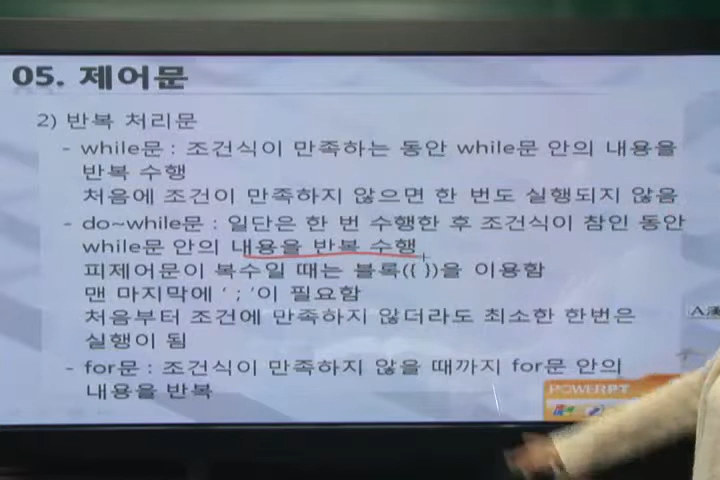 05. 제어문
2) 반복 처리문
- while문 : 조건식이 만족하는 동안 while문 안의 내용을
반복 수행
처음에 조건이 만족하지 않으면 한 번도 실행되지 않음
- do~while문 : 일단은 한 번 수행한 후 조건식이 참인 동안
while문 안의 내용을 반복 수행
피제어문이 복수일 때는 블록({ })을 이용함
맨 마지막에 ' ; '이 필요함
처음부터 조건에 만족하지 않더라도 최소한 한번은
실행이 됨
- for문 : 조건식이 만족하지 않을 때까지 for문 안의
내용을 반복
POWERPT